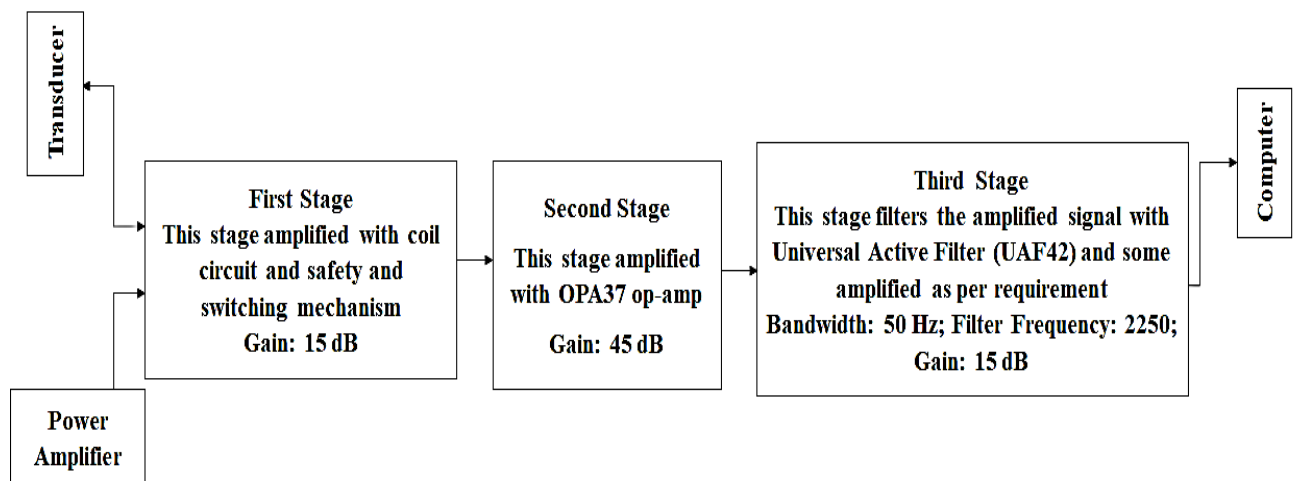 Transducer
First Stage
This stage amplified with coil
circuit and safety and
switching mechanism
Gain: 15 dB
Power
Amplifier
Second Stage
This stage amplified
with OPA37 op-amp
Gain: 45 dB
Third Stage
This stage filters the amplified signal with
Universal Active Filter (UAF42) and some
amplified as per requirement
Bandwidth: 50 Hz; Filter Frequency: 2250;
Gain: 15 dB
Computer